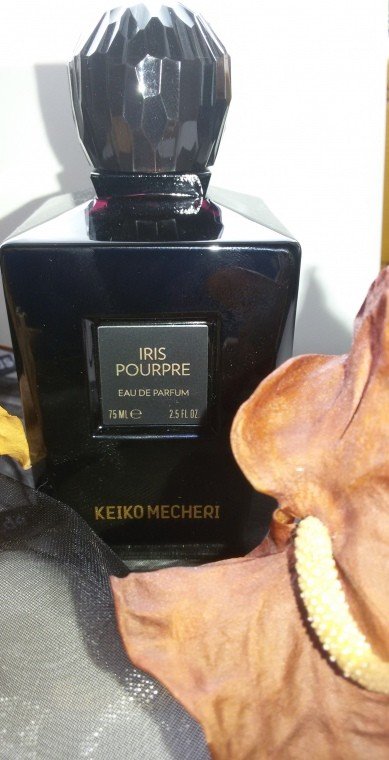 IRIS
POURPRE
EAU DE PARFUM
75 ML ℮ 2.5 FL OZ
KEIKO MECHERI